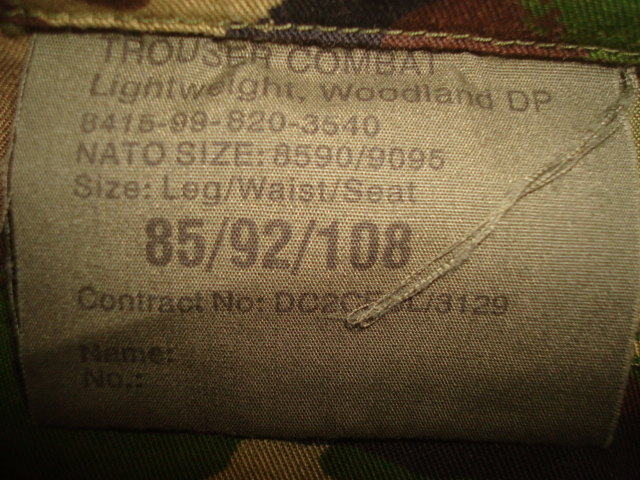 TROUSER COMBAT
Lightweight, Woodland DP
8415-99-820-3540
NATO SIZE: 8590/9095
Size: Leg/Waist/Seat
85/92/108
Contract No:
Name:
No.: